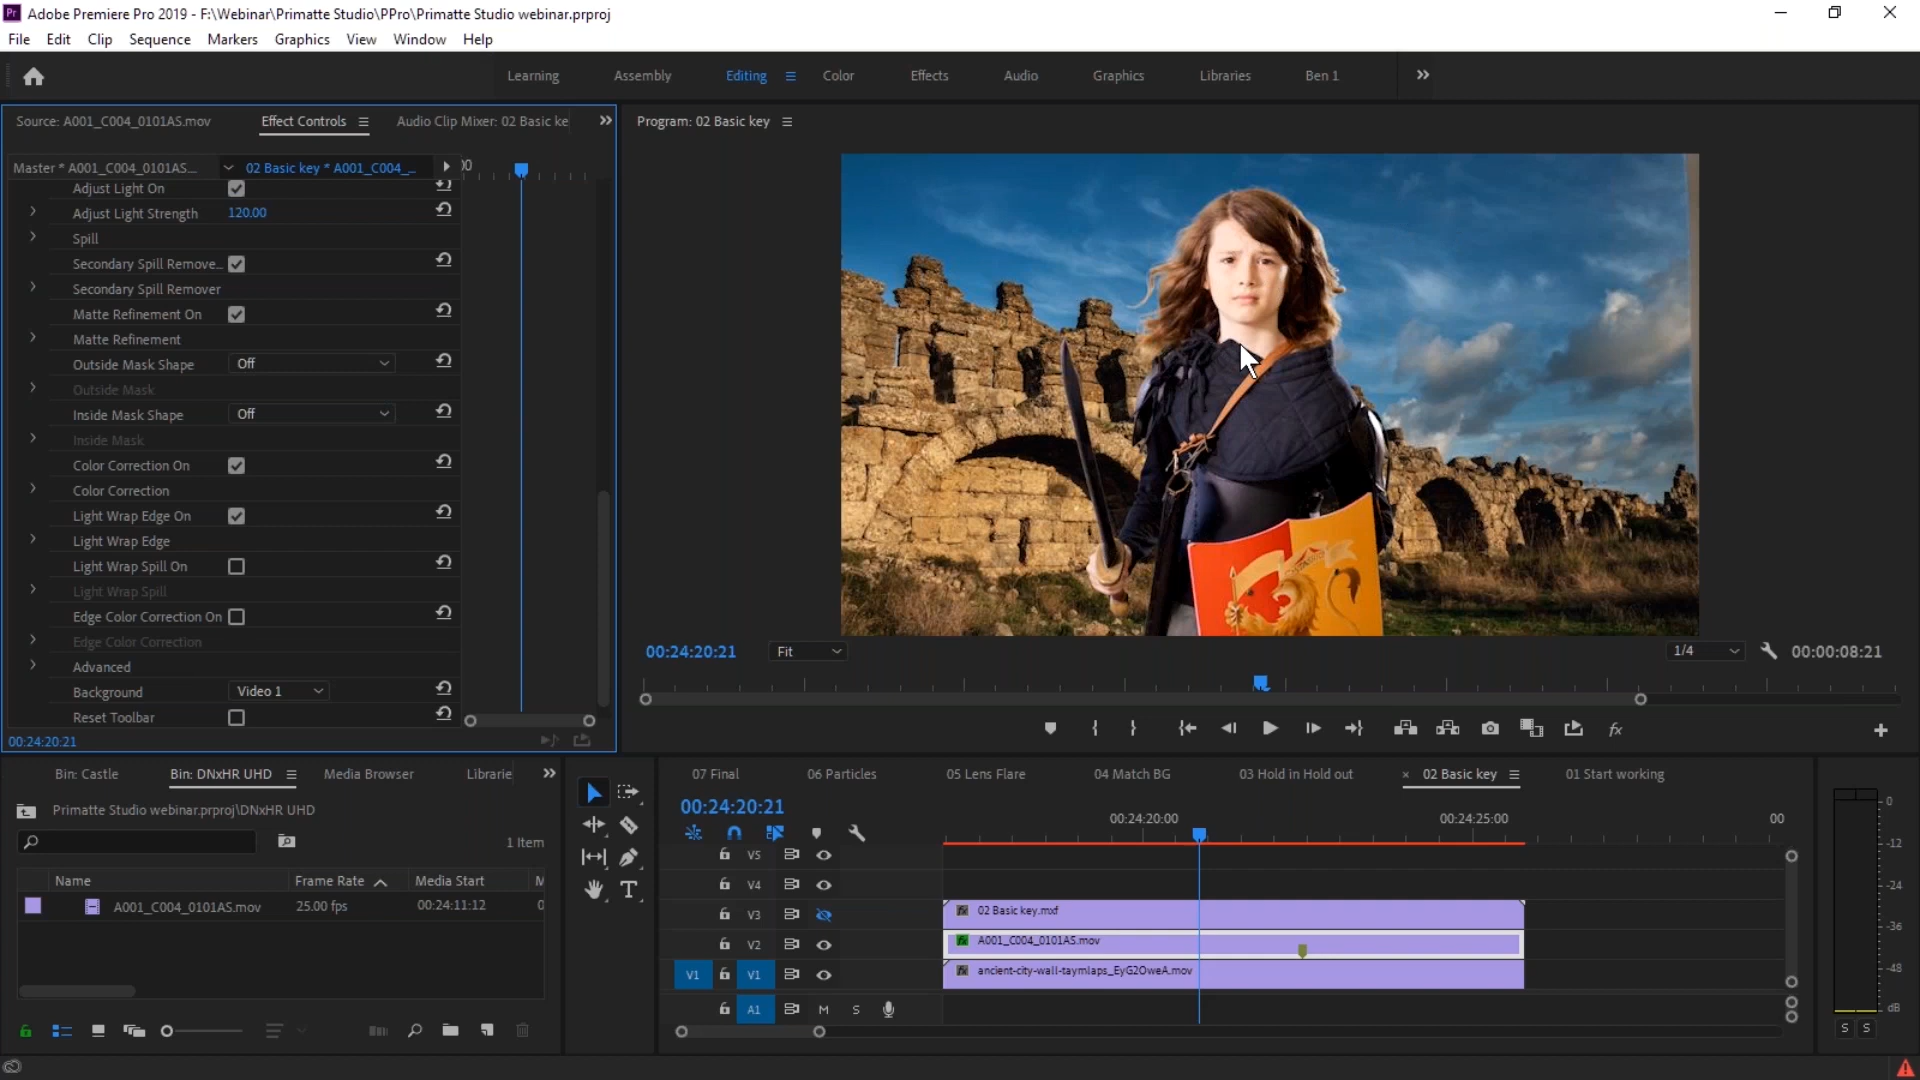 Adobe Premiere Pro 2019 - F:\Webinar\Primatte Studio\PPro\Primatte Studio webinar.prproj
File Edit Clip Sequence Markers Graphics View Window Help
Learning Assembly Editing Color Effects Audio Graphics Libraries Ben 1
Source: A001_C004_0101AS.mov Effect Controls Audio Clip Mixer: 02 Basic ke
Program: 02 Basic key
Master * A001_C004_0101AS... 02 Basic key * A001_C004_...
Adjust Light On
Adjust Light Strength 120.00
Spill
Secondary Spill Remove...
Secondary Spill Remover
Matte Refinement On
Matte Refinement
Outside Mask Shape Off
Outside Mask
Inside Mask Shape Off
Inside Mask
Color Correction On
Color Correction
Light Wrap Edge On
Light Wrap Edge
Light Wrap Spill On
Light Wrap Spill
Edge Color Correction On
Edge Color Correction
Advanced
Background Video 1
Reset Toolbar
00:24:20:21
00:24:20:21 Fit 1/4 00:00:08:21
Bin: Castle Bin: DNxHR UHD Media Browser Librarie
Primatte Studio webinar.prproj\DNxHR UHD
1 Item
Name Frame Rate Media Start M
A001_C004_0101AS.mov 25.00 fps 00:24:11:12 0
07 Final 06 Particles 05 Lens Flare 04 Match BG 03 Hold in Hold out × 02 Basic key 01 Start working
00:24:20:21
00:24:20:00 00:24:25:00 00
V5
V4
V3 02 Basic key.mxf
V2 A001_C004_0101AS.mov
V1 V1 ancient-city-wall-taymlaps_EyG2OweA.mov
A1 M S
0
-12
-24
-36
-48
dB
S S